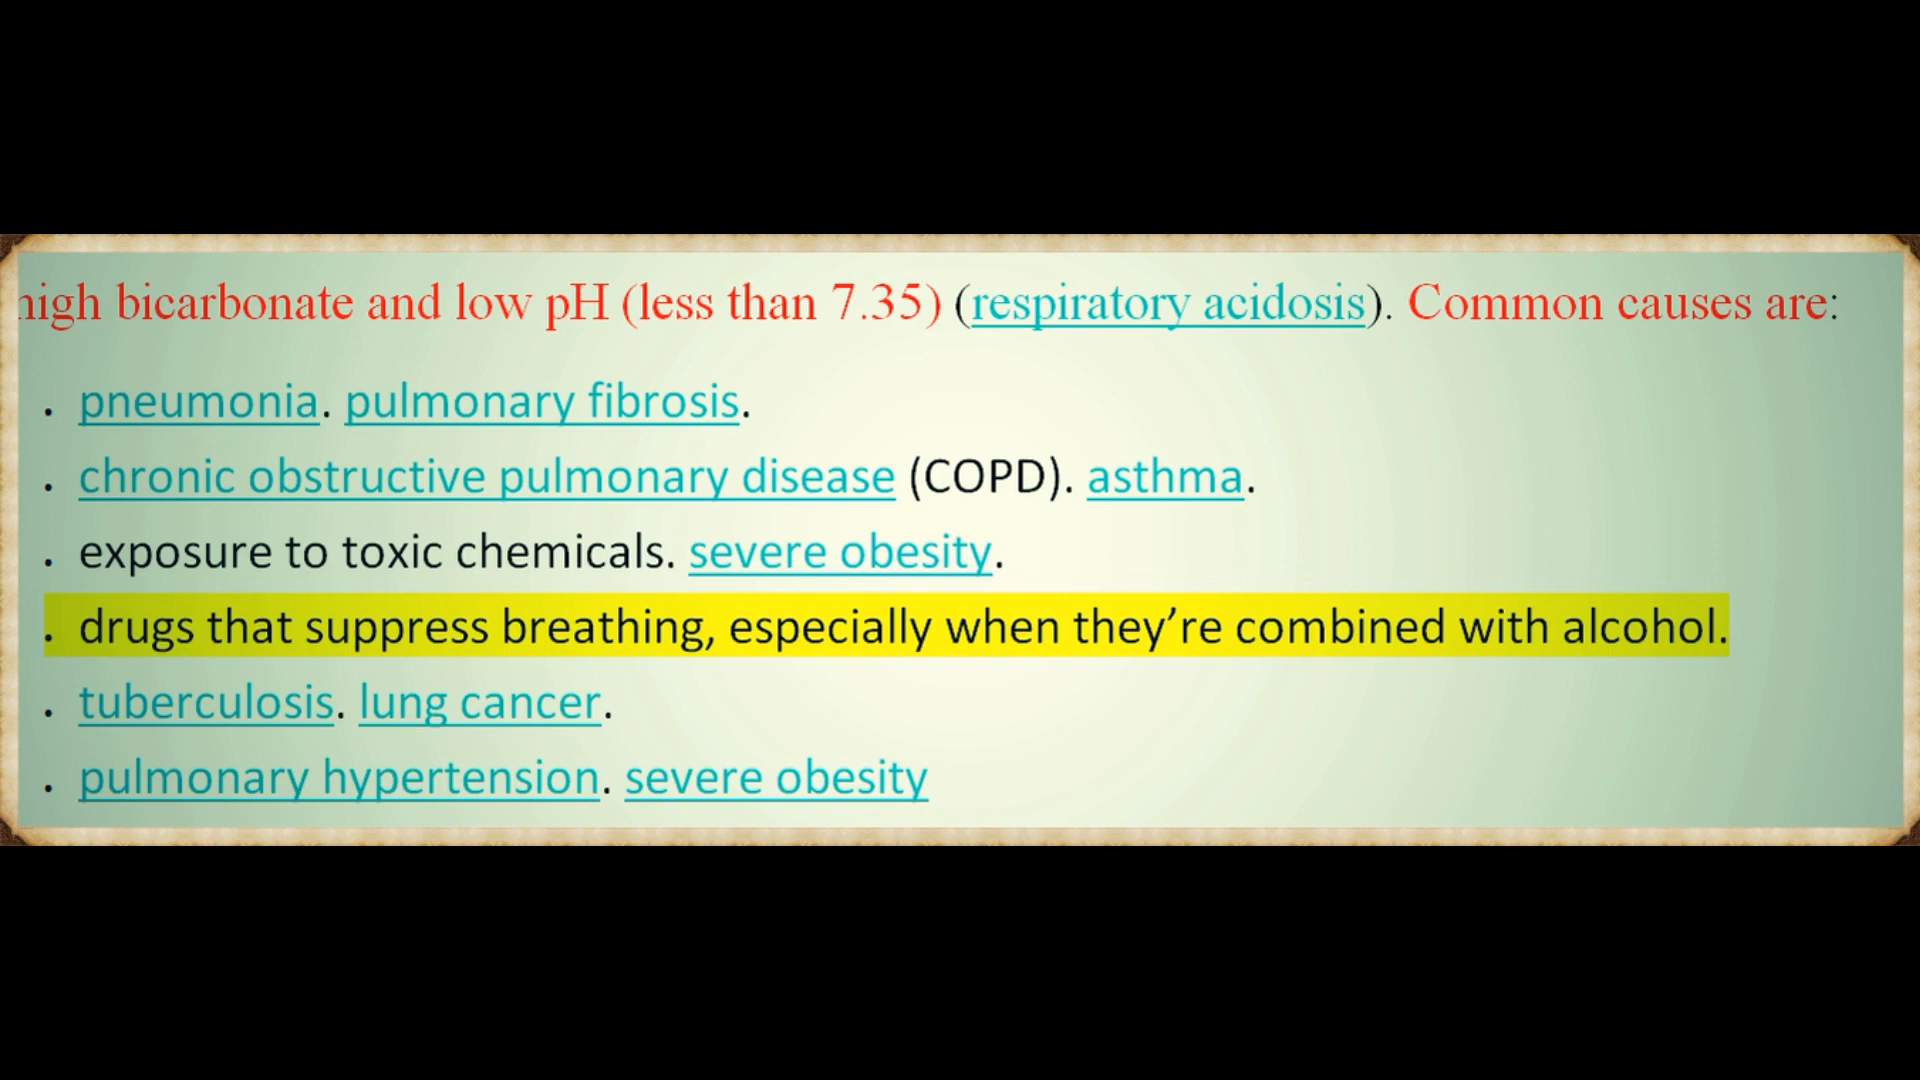 high bicarbonate and low pH (less than 7.35) (respiratory acidosis). Common causes are:
. pneumonia. pulmonary fibrosis.
. chronic obstructive pulmonary disease (COPD). asthma.
. exposure to toxic chemicals. severe obesity.
. drugs that suppress breathing, especially when they’re combined with alcohol.
. tuberculosis. lung cancer.
. pulmonary hypertension. severe obesity